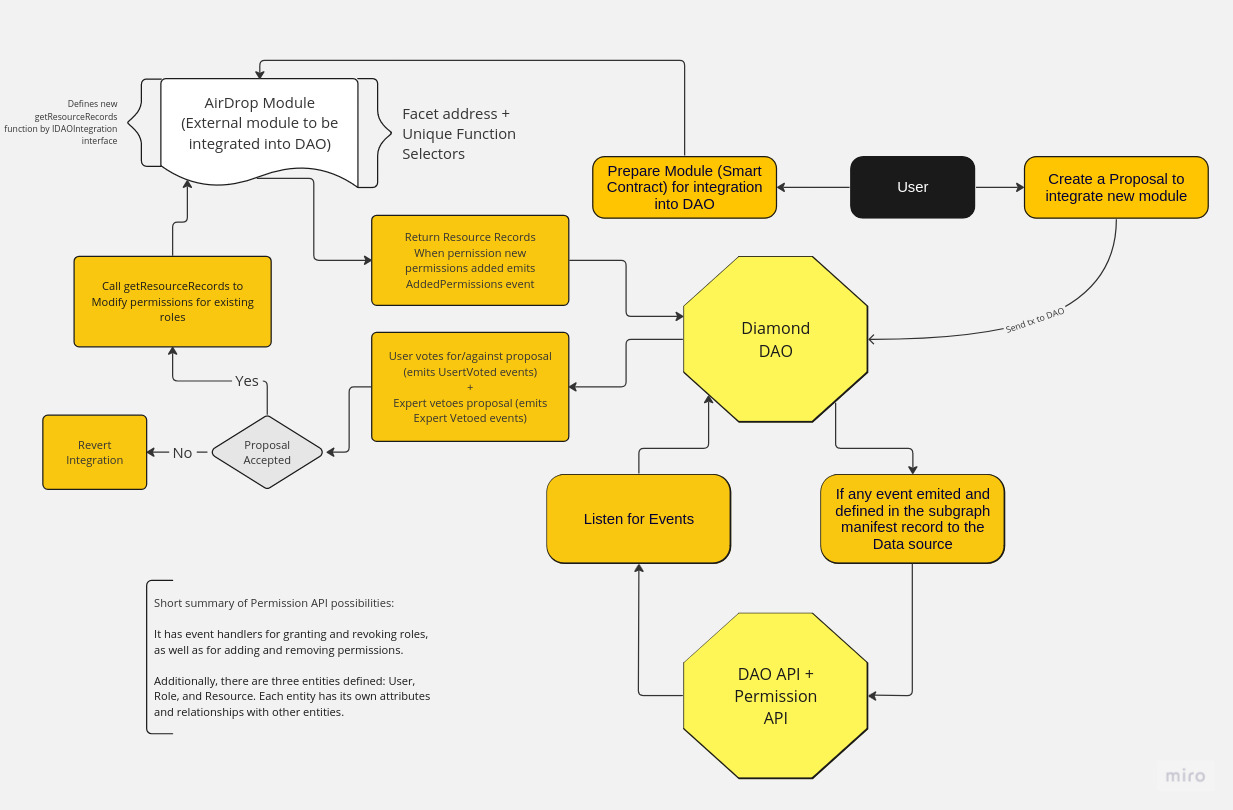 Defines new
getResourceRecords
function by IDAOIntegration
interface
AirDrop Module
(External module to be
integrated into DAO)
Facet address +
Unique Function
Selectors
Prepare Module (Smart
Contract) for integration
into DAO
User
Create a Proposal to
integrate new module
Return Resource Records
When pernission new
permissions added emits
AddedPermissions event
Call getResourceRecords to
Modify permissions for existing
roles
Diamond
DAO
Send tx to DAO
User votes for/against proposal
(emits UsertVoted events)
+
Expert vetoes proposal (emits
Expert Vetoed events)
Yes
Proposal
Accepted
No
Revert
Integration
Listen for Events
If any event emited and
defined in the subgraph
manifest record to the
Data source
Short summary of Permission API possibilities:
It has event handlers for granting and revoking roles,
as well as for adding and removing permissions.
Additionally, there are three entities defined: User,
Role, and Resource. Each entity has its own attributes
and relationships with other entities.
DAO API +
Permission
API
miro